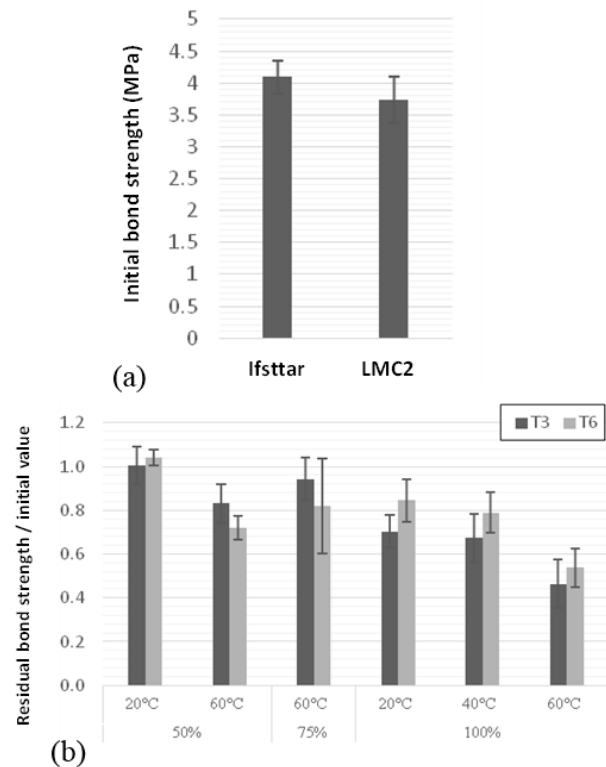 Initial bond strength (MPa)
5
4.5
4
3.5
3
2.5
2
1.5
1
0.5
0
Ifsttar LMC2
(a)
Residual bond strength / initial value
T3 T6
1.2
1.0
0.8
0.6
0.4
0.2
0.0
20°C 60°C 60°C 20°C 40°C 60°C
50% 75% 100%
(b)